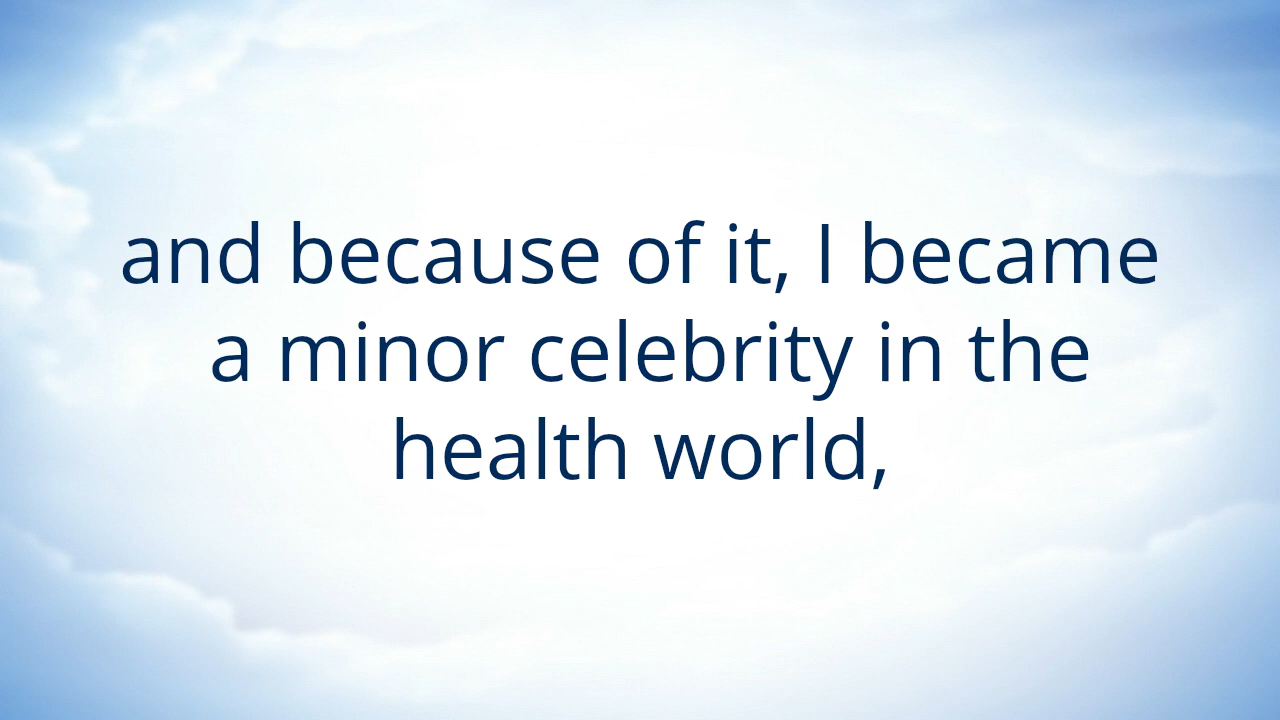 and because of it, I became
a minor celebrity in the
health world,